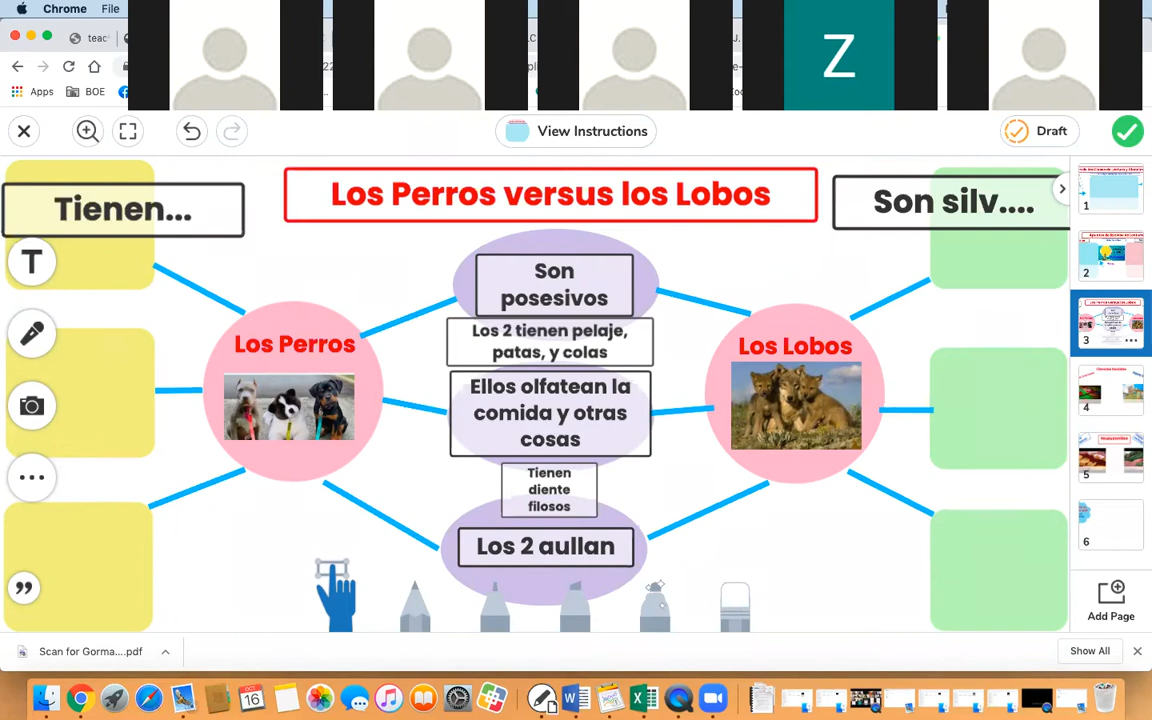 Chrome File
teac
Apps BOE
Z
View Instructions
Draft
Tienen...
Los Perros versus los Lobos
Son silv....
T
Son
posesivos
Los 2 tienen pelaje,
patas, y colas
Los Perros
Los Lobos
Ellos olfatean la
comida y otras
cosas
Tienen
diente
filosos
Los 2 aullan
1
2
3
4
5
6
Add Page
Scan for Gorma....pdf
Show All
OCT
16